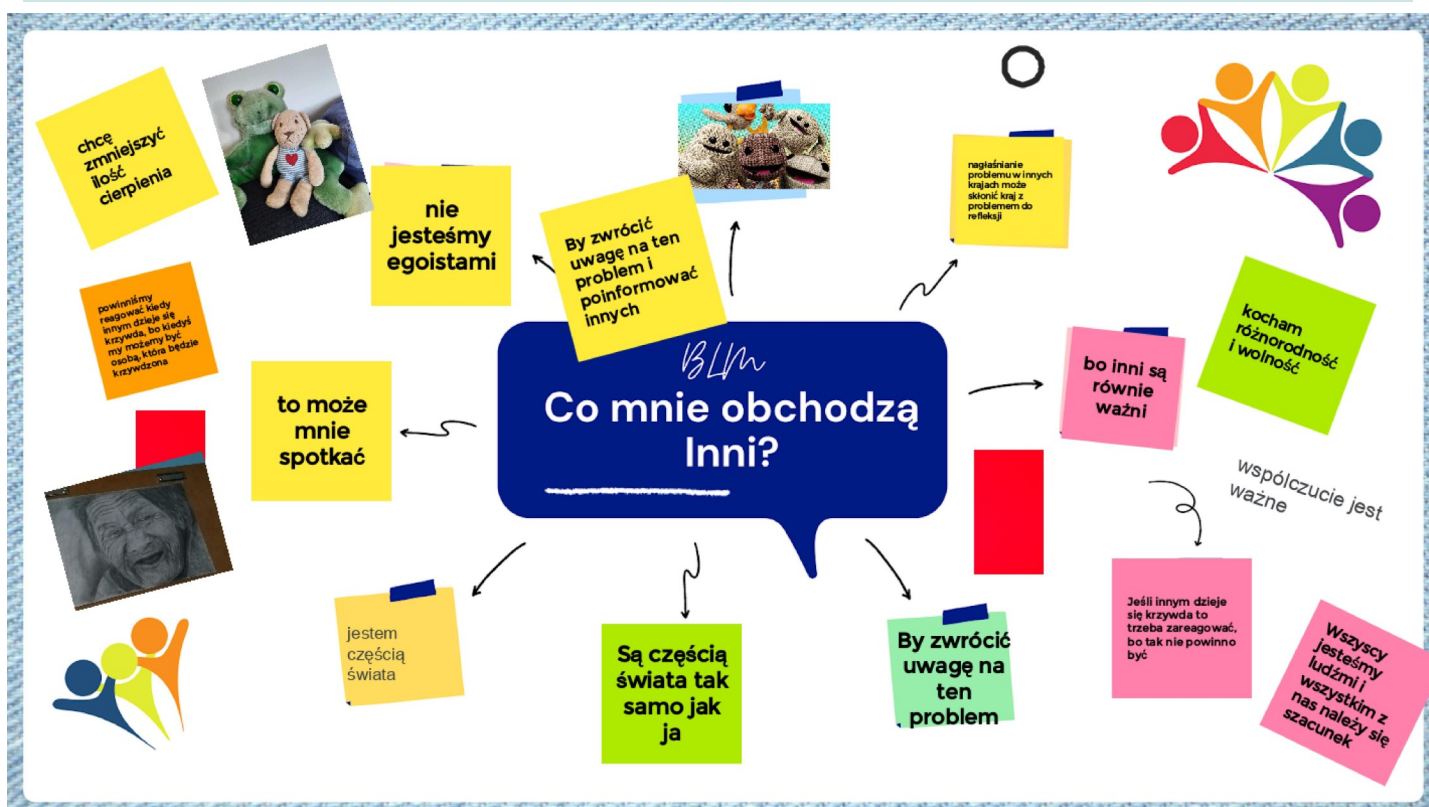 chcę
zmniejszyć
ilość
cierpienia
nie
jesteśmy
egoistami
By zwrócić
uwagę na ten
problem i
poinformować
innych
nagłaśnianie
problemu w innych
krajach może
skłonić kraj z
problemem do
refleksji
powinniśmy
reagować kiedy
innym dzieje się
krzywda, bo kiedyś
my możemy być
osobą, która będzie
krzywdzona
to może
mnie
spotkać
BLM
Co mnie obchodzą
Inni?
bo inni są
równie
ważni
kocham
różnorodność
i wolność
współczucie jest
ważne
jestem
częścią
świata
Są częścią
świata tak
samo jak
ja
By zwrócić
uwagę na
ten
problem
Jeśli innym dzieje
się krzywda to
trzeba zareagować,
bo tak nie powinno
być
Wszyscy
jesteśmy
ludźmi i
wszystkim z
nas należy się
szacunek